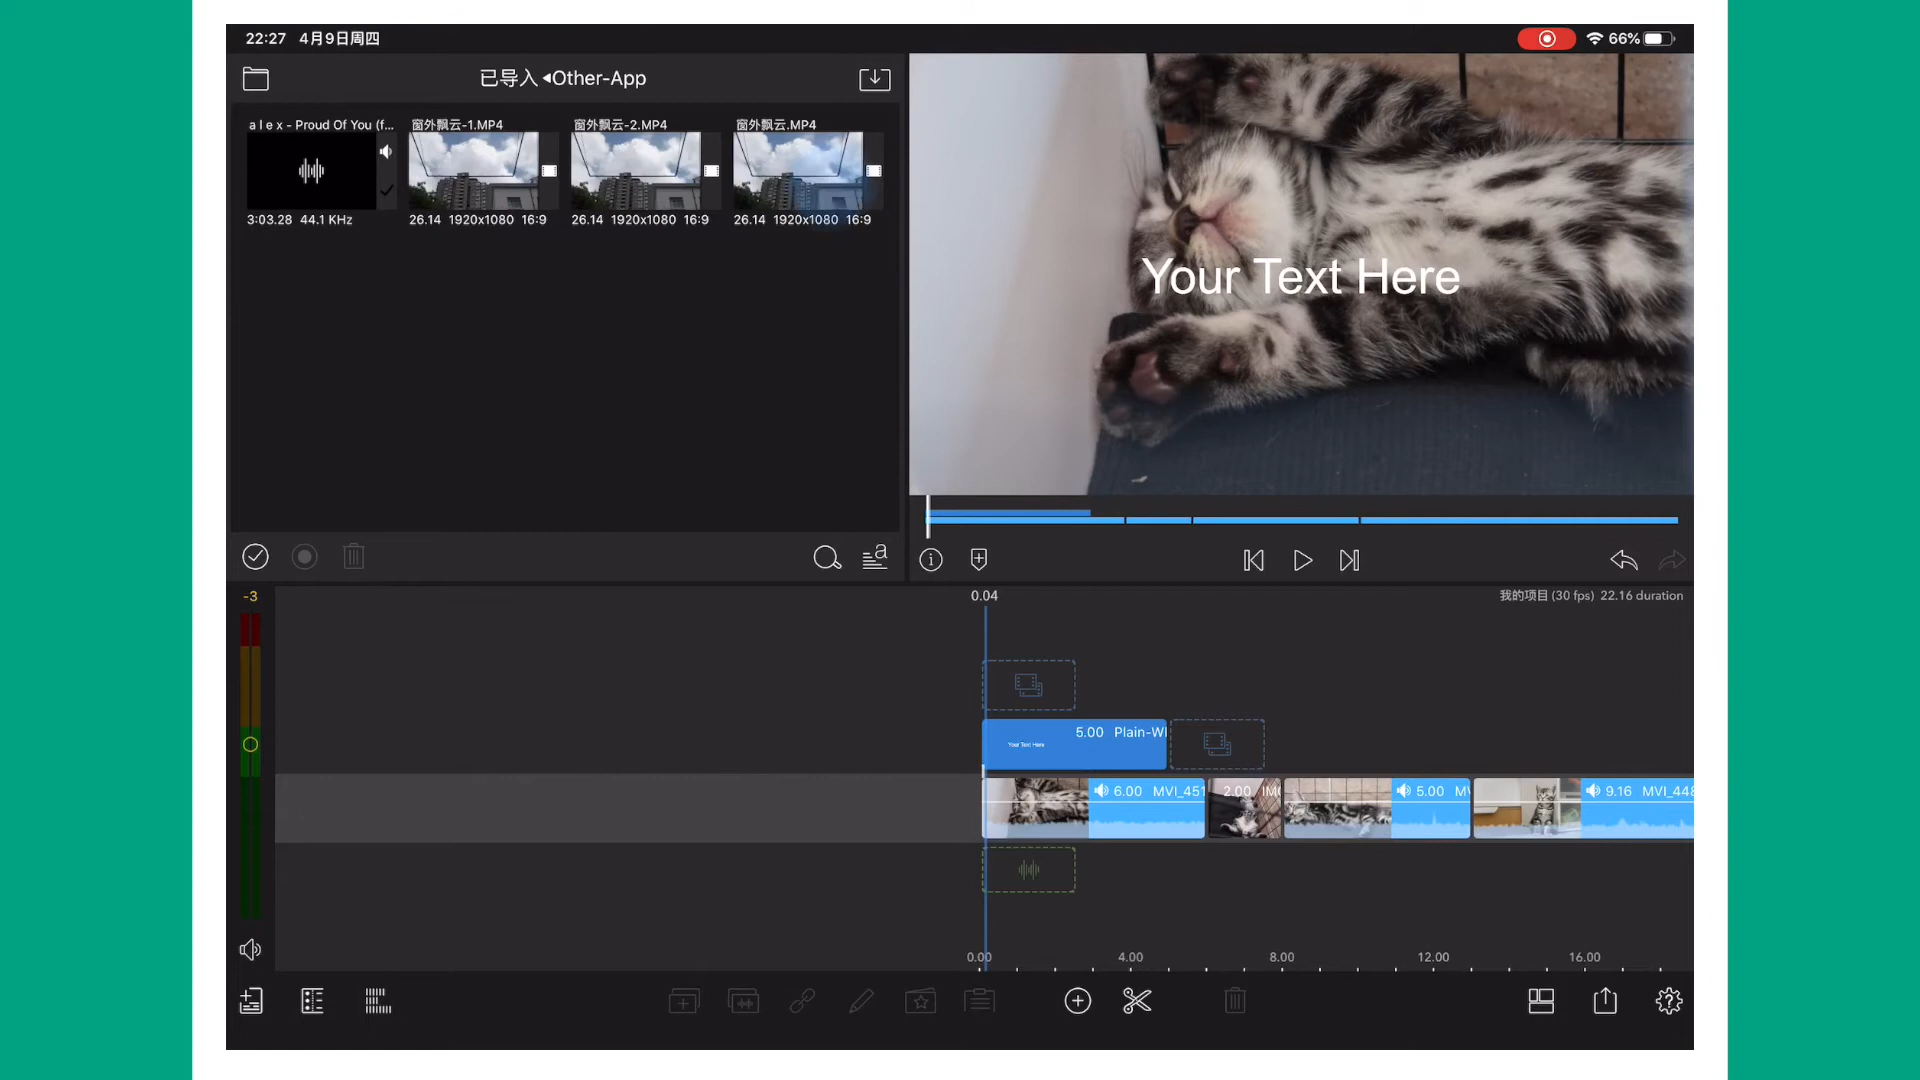 22:27 4月9日周四
66%
已导入 ◂Other-App
a l e x - Proud Of You (f...
窗外飘云-1.MP4
窗外飘云-2.MP4
窗外飘云.MP4
3:03.28 44.1 KHz
26.14 1920x1080 16:9
26.14 1920x1080 16:9
26.14 1920x1080 16:9
Your Text Here
-3
0.04
我的项目 (30 fps) 22.16 duration
5.00 Plain-WI
Your Text Here
6.00 MVI_451
2.00 IM
5.00 M
9.16 MVI_448
0.00 4.00 8.00 12.00 16.00